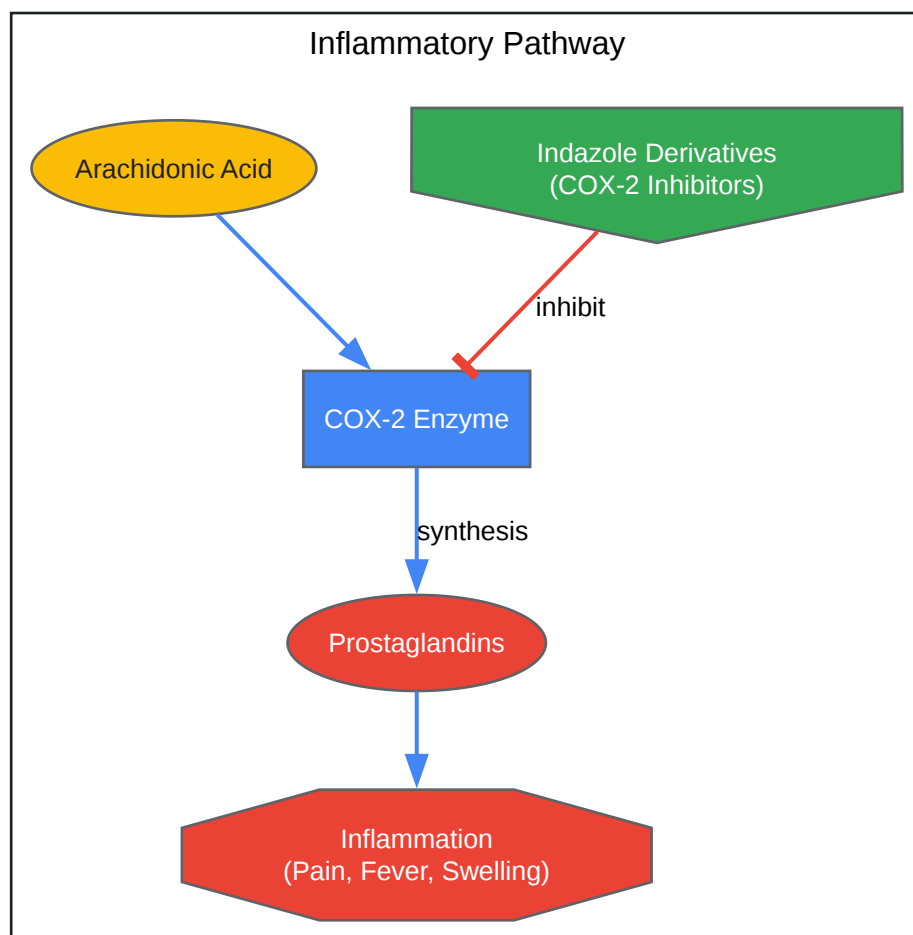 Inflammatory Pathway
Arachidonic Acid
Indazole Derivatives
(COX-2 Inhibitors)
inhibit
COX-2 Enzyme
synthesis
Prostaglandins
Inflammation
(Pain, Fever, Swelling)